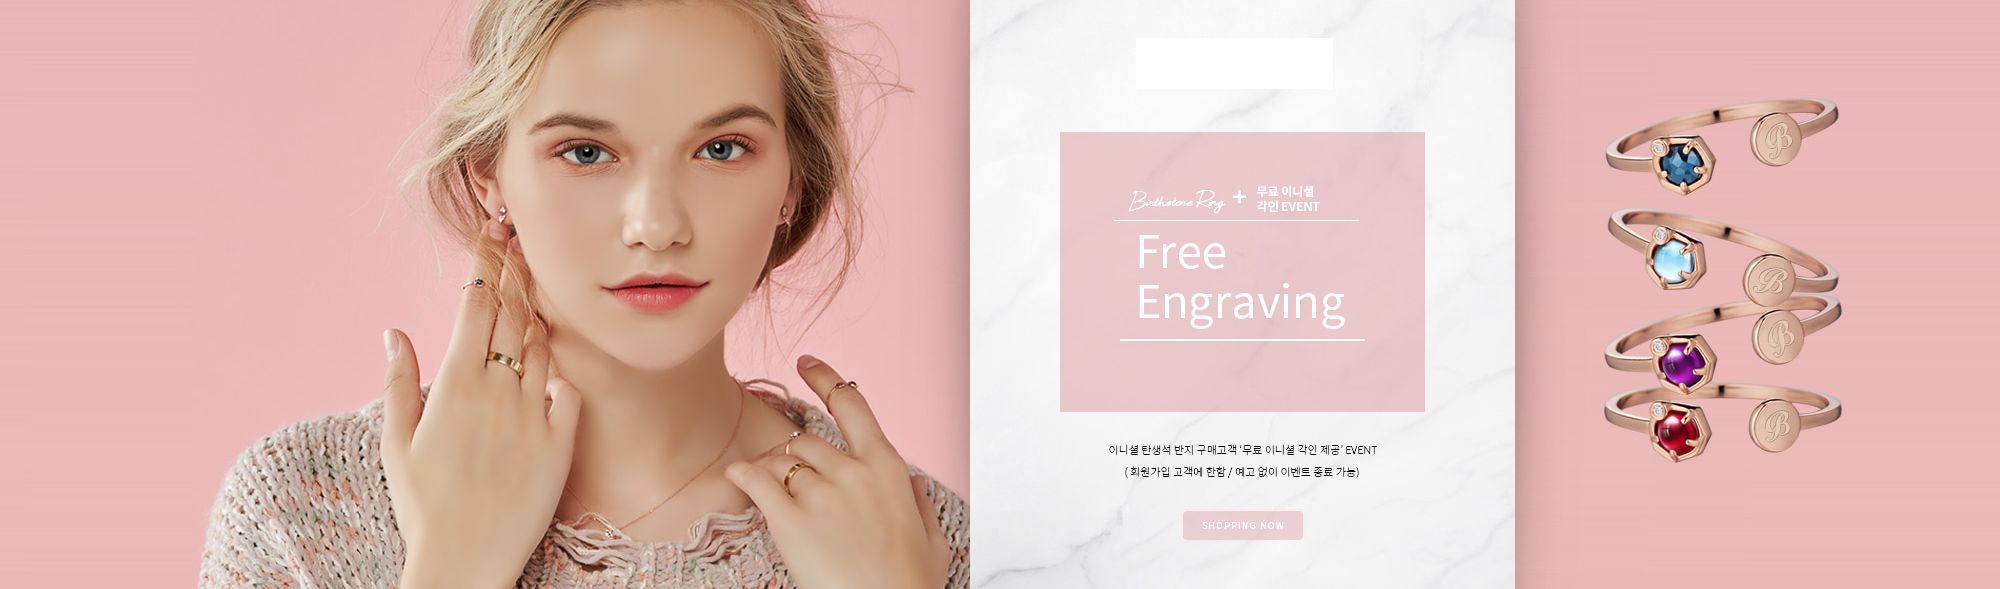 Birthstone Ring + 무료 이니셜
각인 EVENT
Free
Engraving
이니셜 탄생석 반지 구매고객 ‘무료 이니셜 각인 제공’ EVENT
( 회원가입 고객에 한함 / 예고 없이 이벤트 종료 가능)
SHOPPING NOW
B
B
B
B